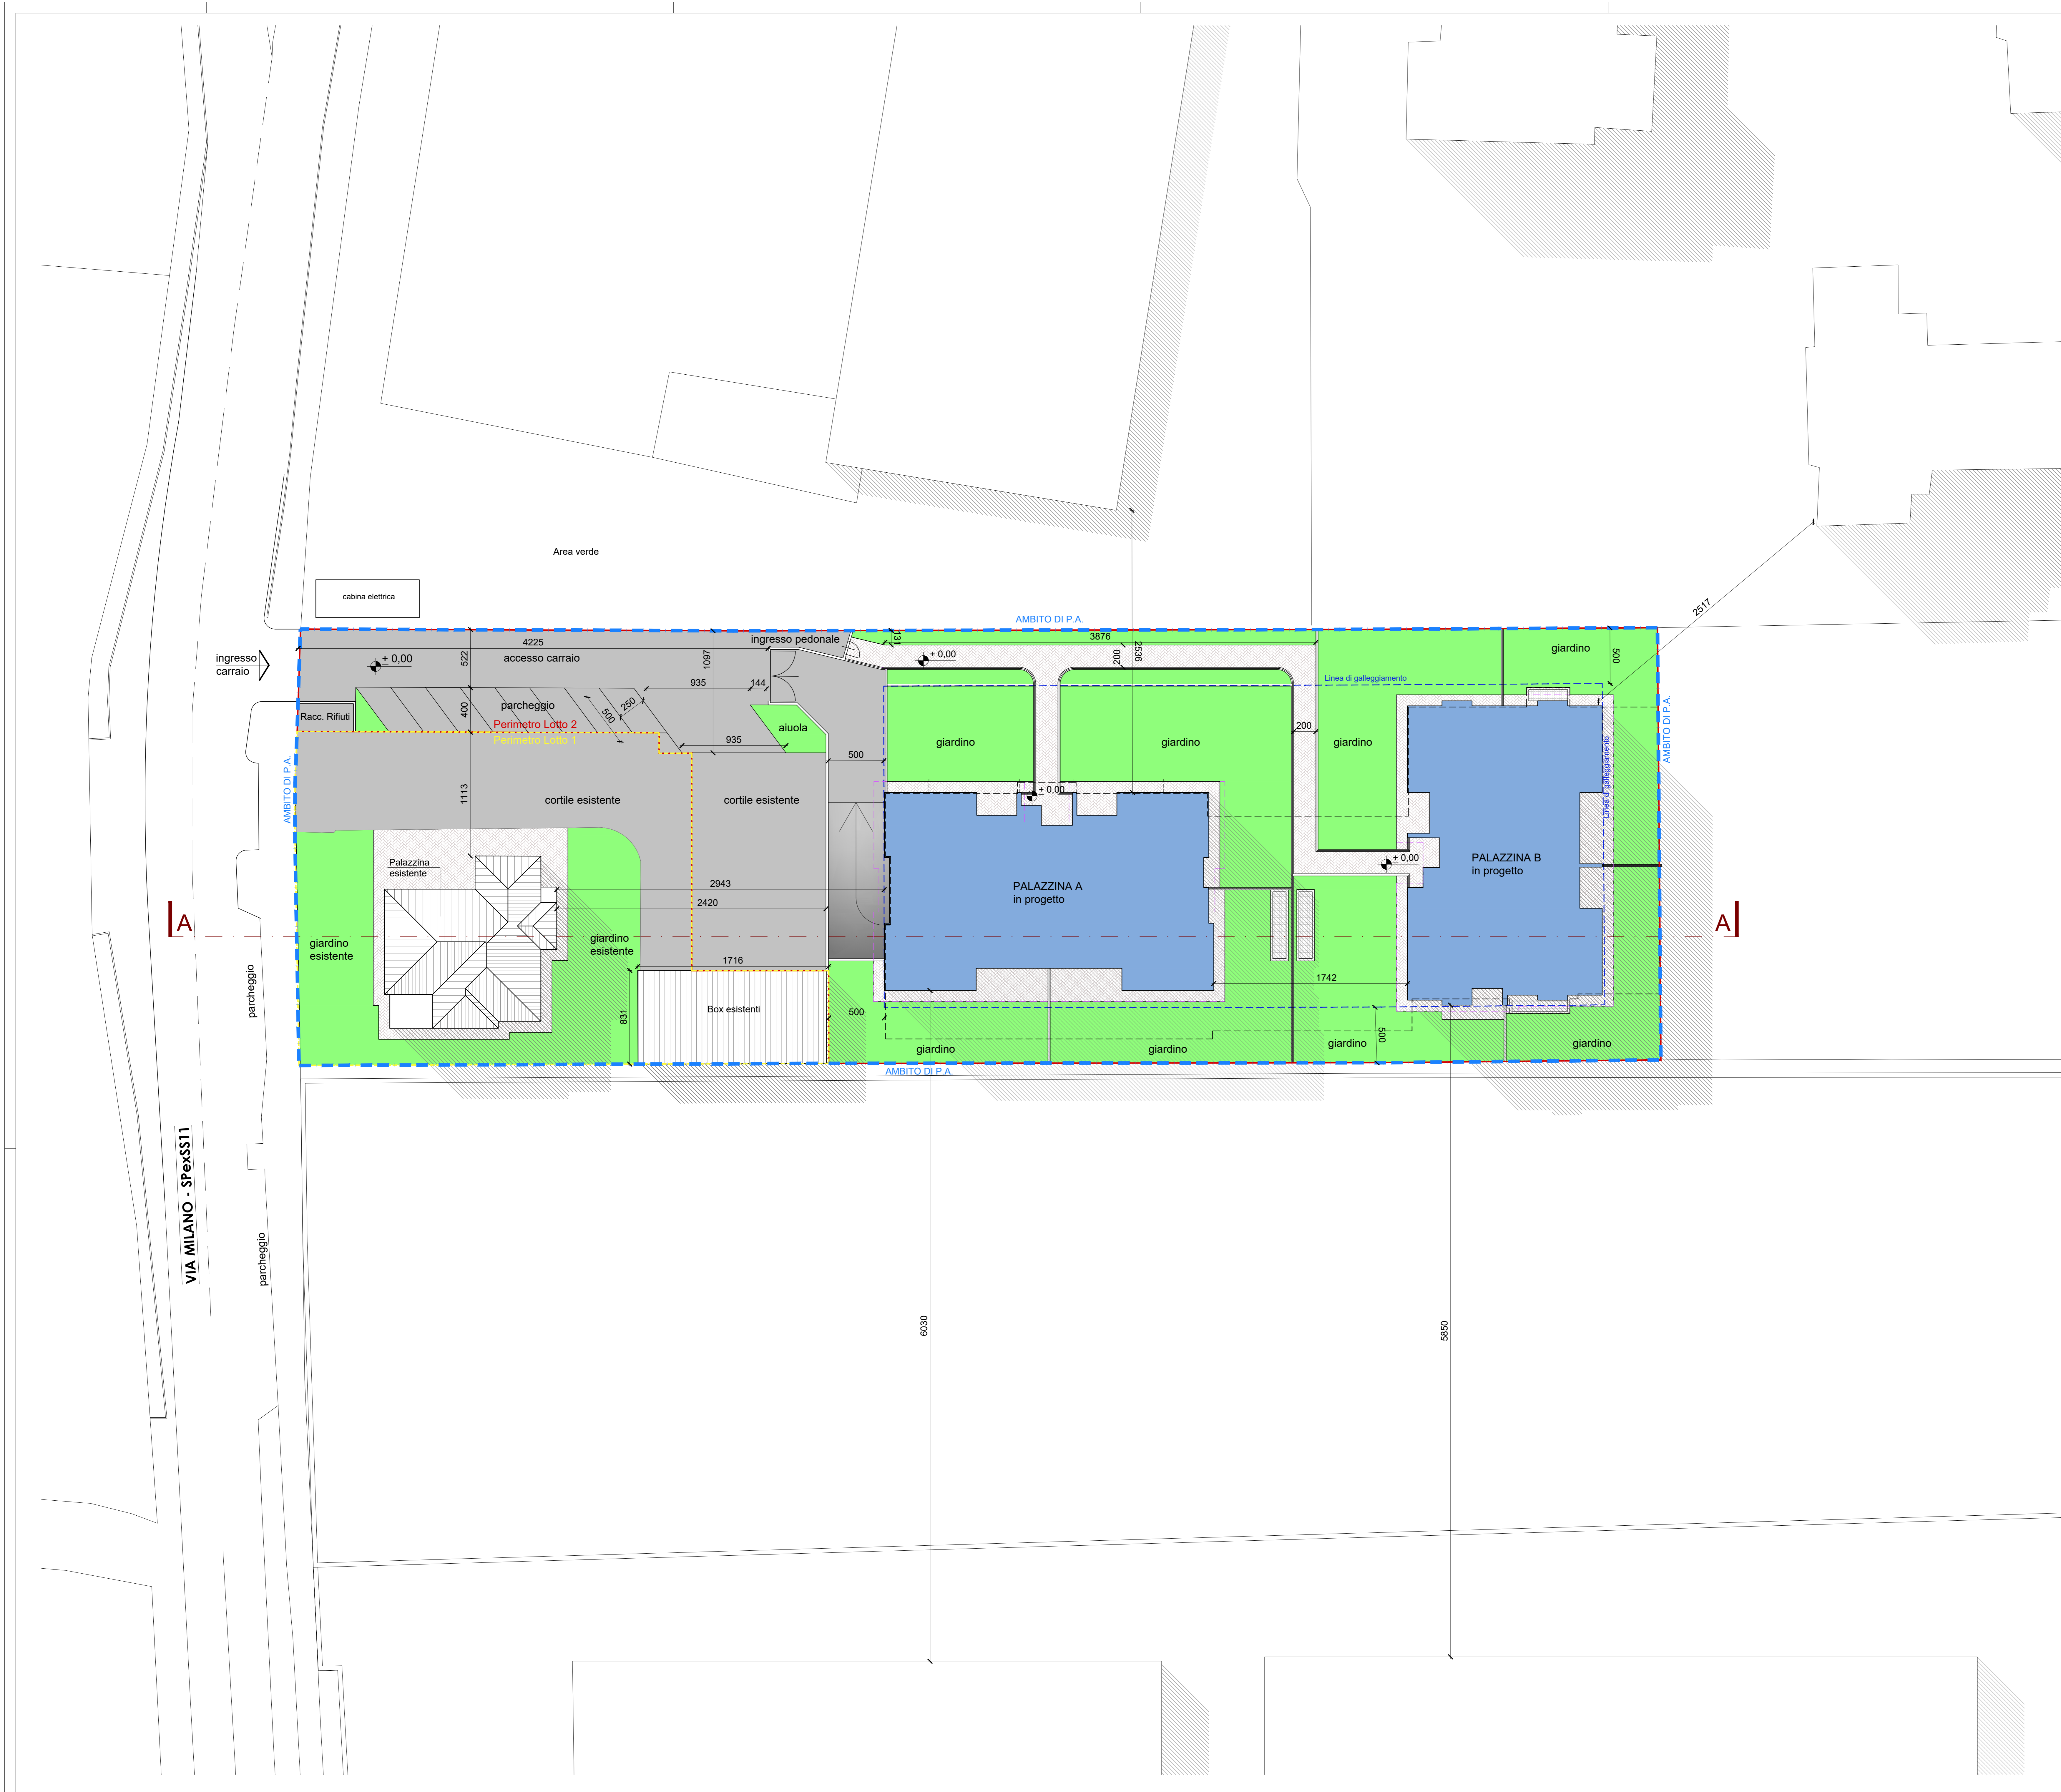 Area verde
cabina elettrica
2517
AMBITO DI P.A.
4225
ingresso pedonale
131
3876
ingresso
carraio
+ 0,00
522
accesso carraio
1097
+ 0,00
200
2536
giardino
500
935
144
Linea di galleggiamento
Racc. Rifiuti
400
parcheggio
500
250
Perimetro Lotto 2
Perimetro Lotto 1
aiuola
935
500
giardino
giardino
200
giardino
AMBITO DI P.A.
Linea di galleggiamento
AMBITO DI P.A.
1113
cortile esistente
cortile esistente
+ 0,00
Palazzina
esistente
+ 0,00
PALAZZINA B
in progetto
2943
PALAZZINA A
in progetto
2420
A
A
giardino
esistente
giardino
esistente
1716
1742
parcheggio
831
Box esistenti
500
500
giardino
giardino
giardino
giardino
AMBITO DI P.A.
VIA MILANO - SPexSS11
parcheggio
6030
5850